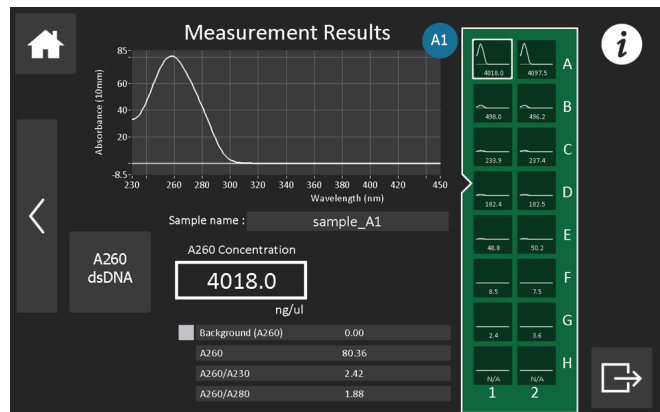 Measurement Results
A1
i
85
60
40
20
-8.5
Absorbance (10mm)
230 260 280 300 320 340 360 380 400 420 450
Wavelength (nm)
Sample name : sample_A1
A260
dsDNA
A260 Concentration
4018.0
ng/ul
Background (A260) 0.00
A260 80.36
A260/A230 2.42
A260/A280 1.88
4018.0 4097.5 A
498.0 496.2 B
233.9 237.4 C
182.4 182.5 D
48.8 50.2 E
8.5 7.5 F
2.4 3.6 G
N/A N/A H
1 2